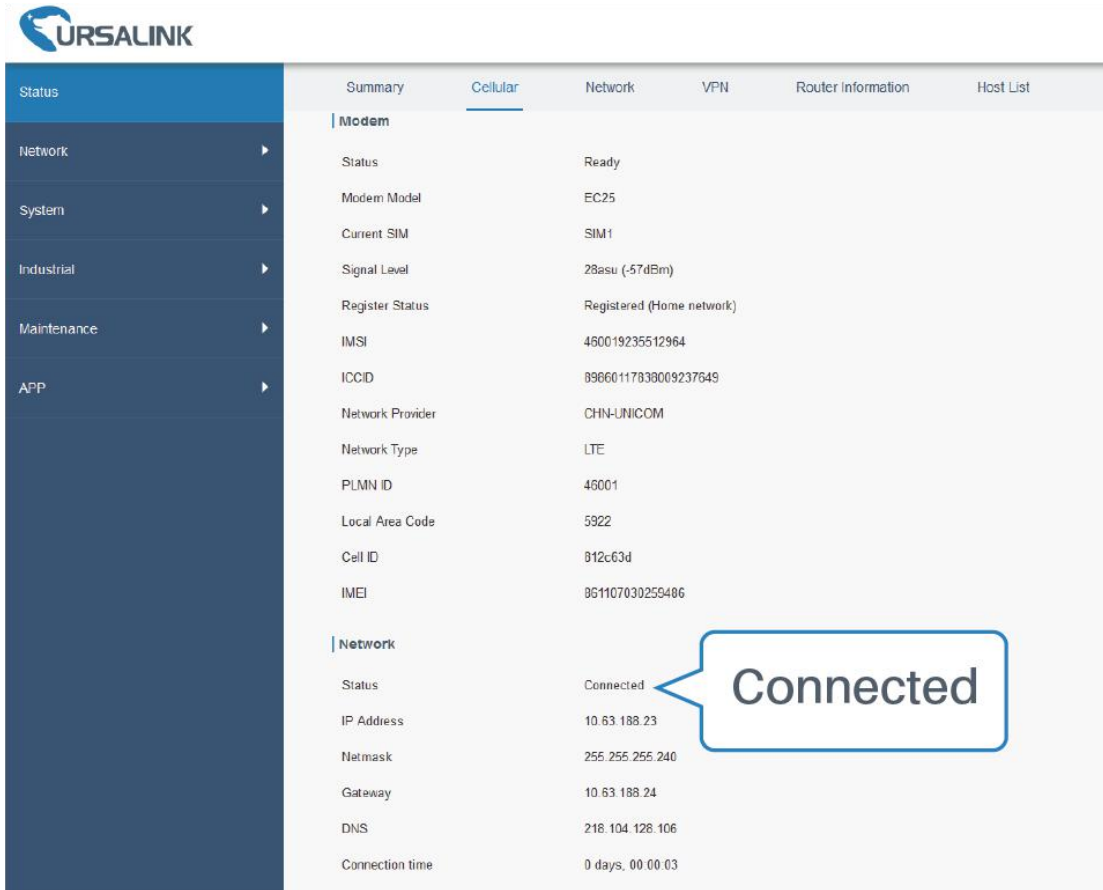 URSALINK
Status
Network
System
Industrial
Maintenance
APP
Summary Cellular Network VPN Router Information Host List
Modem
Status Ready
Modem Model EC25
Current SIM SIM1
Signal Level 28asu (-57dBm)
Register Status Registered (Home network)
IMSI 460019235512964
ICCID 89860117838009237649
Network Provider CHN-UNICOM
Network Type LTE
PLMN ID 46001
Local Area Code 5922
Cell ID 812c63d
IMEI 861107030259486
Network
Status Connected
Connected
IP Address 10.63.188.23
Netmask 255.255.255.240
Gateway 10.63.188.24
DNS 218.104.128.106
Connection time 0 days, 00:00:03